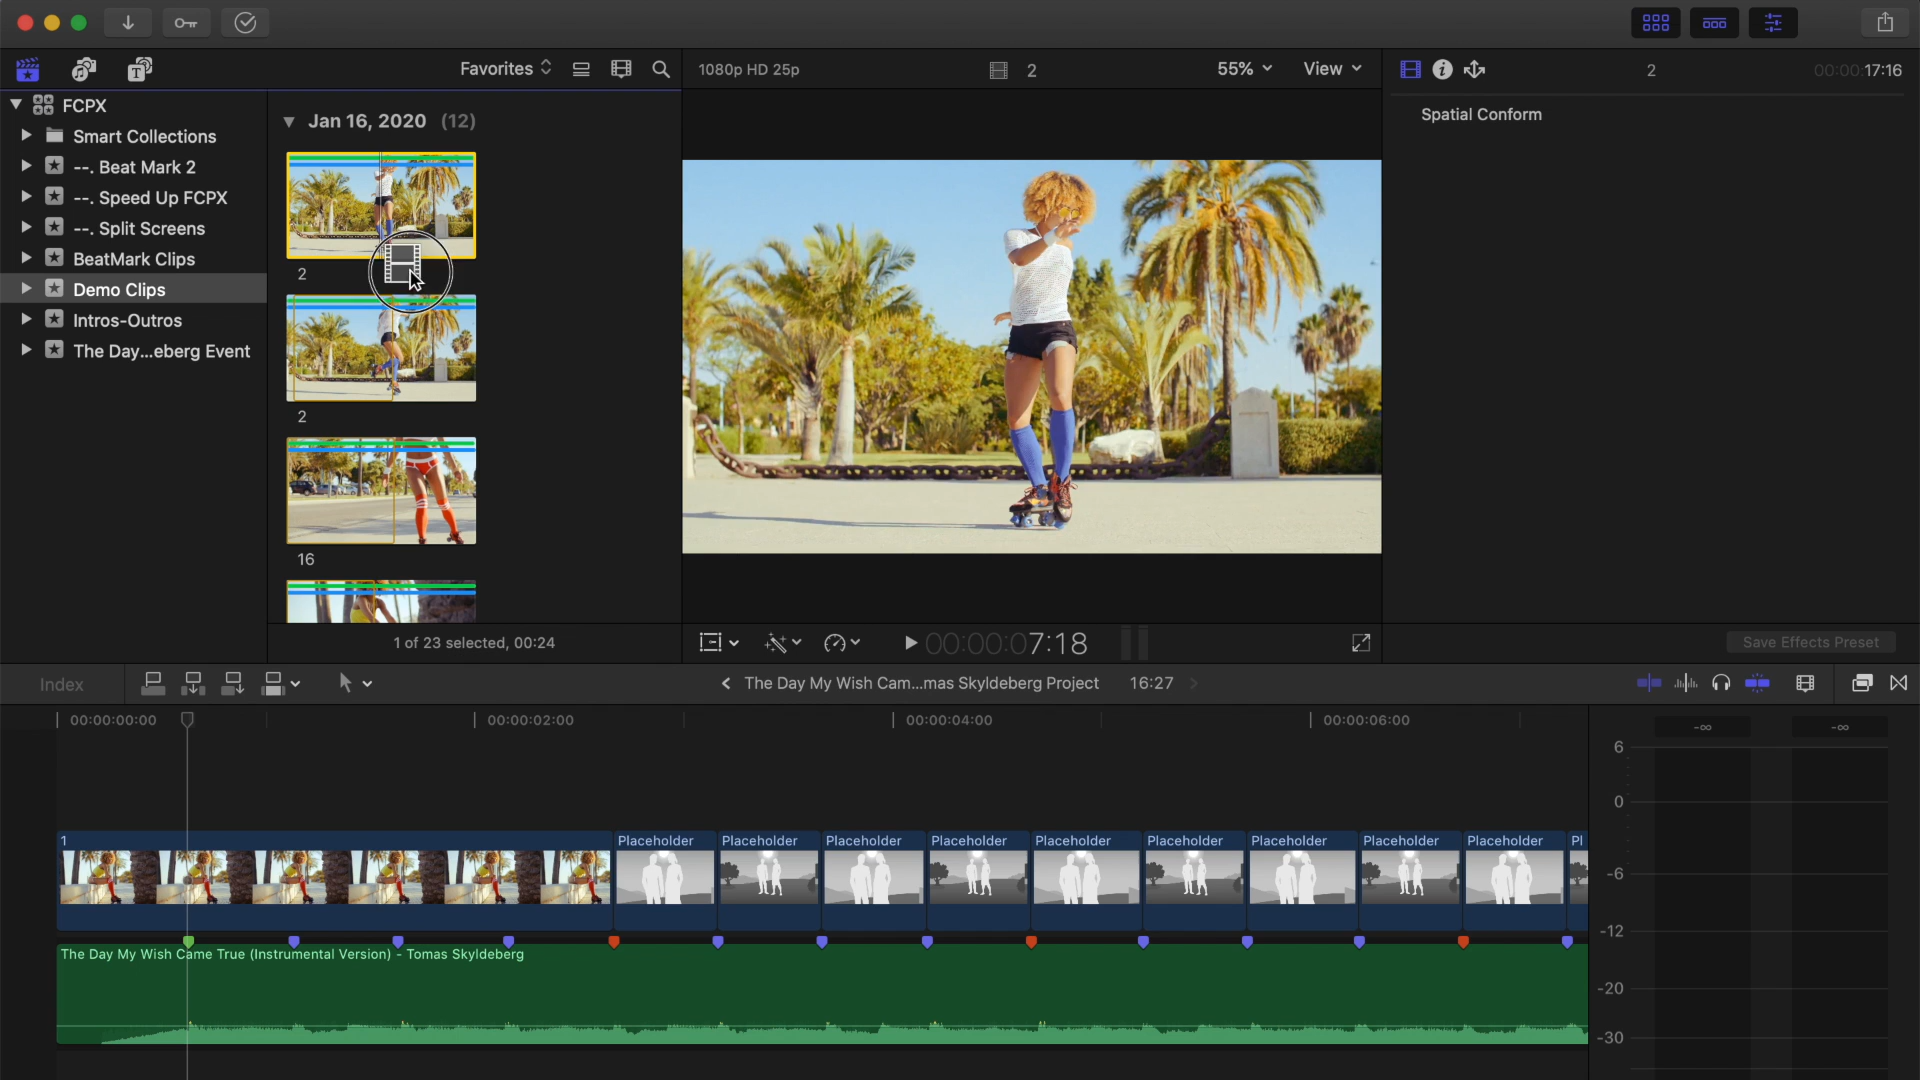 Favorites
1080p HD 25p
2
55%
View
2
00:00:17:16
FCPX
Smart Collections
--. Beat Mark 2
--. Speed Up FCPX
--. Split Screens
BeatMark Clips
Demo Clips
Intros-Outros
The Day...eberg Event
Jan 16, 2020 (12)
2
2
16
1 of 23 selected, 00:24
Spatial Conform
00:00:07:18
Save Effects Preset
Index
The Day My Wish Cam...mas Skyldeberg Project
16:27
00:00:00:00
00:00:02:00
00:00:04:00
00:00:06:00
1
Placeholder
Placeholder
Placeholder
Placeholder
Placeholder
Placeholder
Placeholder
Placeholder
Placeholder
Pl
The Day My Wish Came True (Instrumental Version) - Tomas Skyldeberg
-∞
-∞
6
0
-6
-12
-20
-30